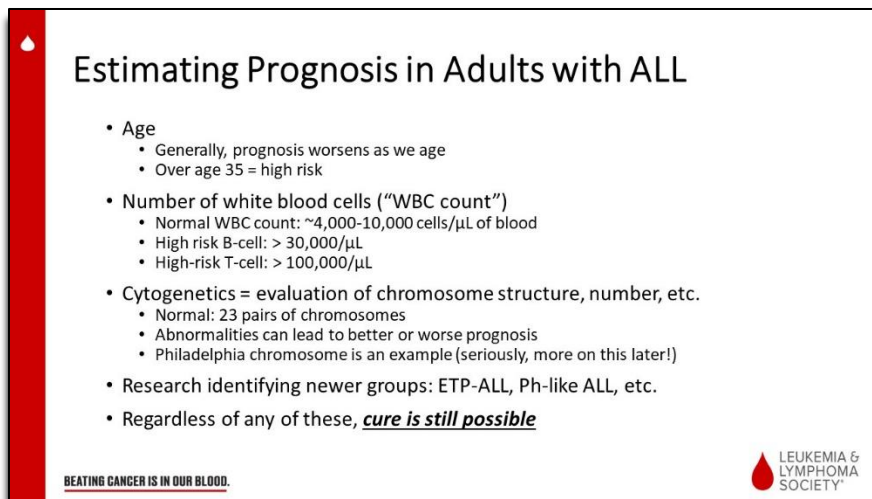 Estimating Prognosis in Adults with ALL
• Age
• Generally, prognosis worsens as we age
• Over age 35 = high risk
• Number of white blood cells (“WBC count”)
• Normal WBC count: ~4,000-10,000 cells/µL of blood
• High risk B-cell: > 30,000/µL
• High-risk T-cell: > 100,000/µL
• Cytogenetics = evaluation of chromosome structure, number, etc.
• Normal: 23 pairs of chromosomes
• Abnormalities can lead to better or worse prognosis
• Philadelphia chromosome is an example (seriously, more on this later!)
• Research identifying newer groups: ETP-ALL, Ph-like ALL, etc.
• Regardless of any of these, cure is still possible
BEATING CANCER IS IN OUR BLOOD.
LEUKEMIA &
LYMPHOMA
SOCIETY®